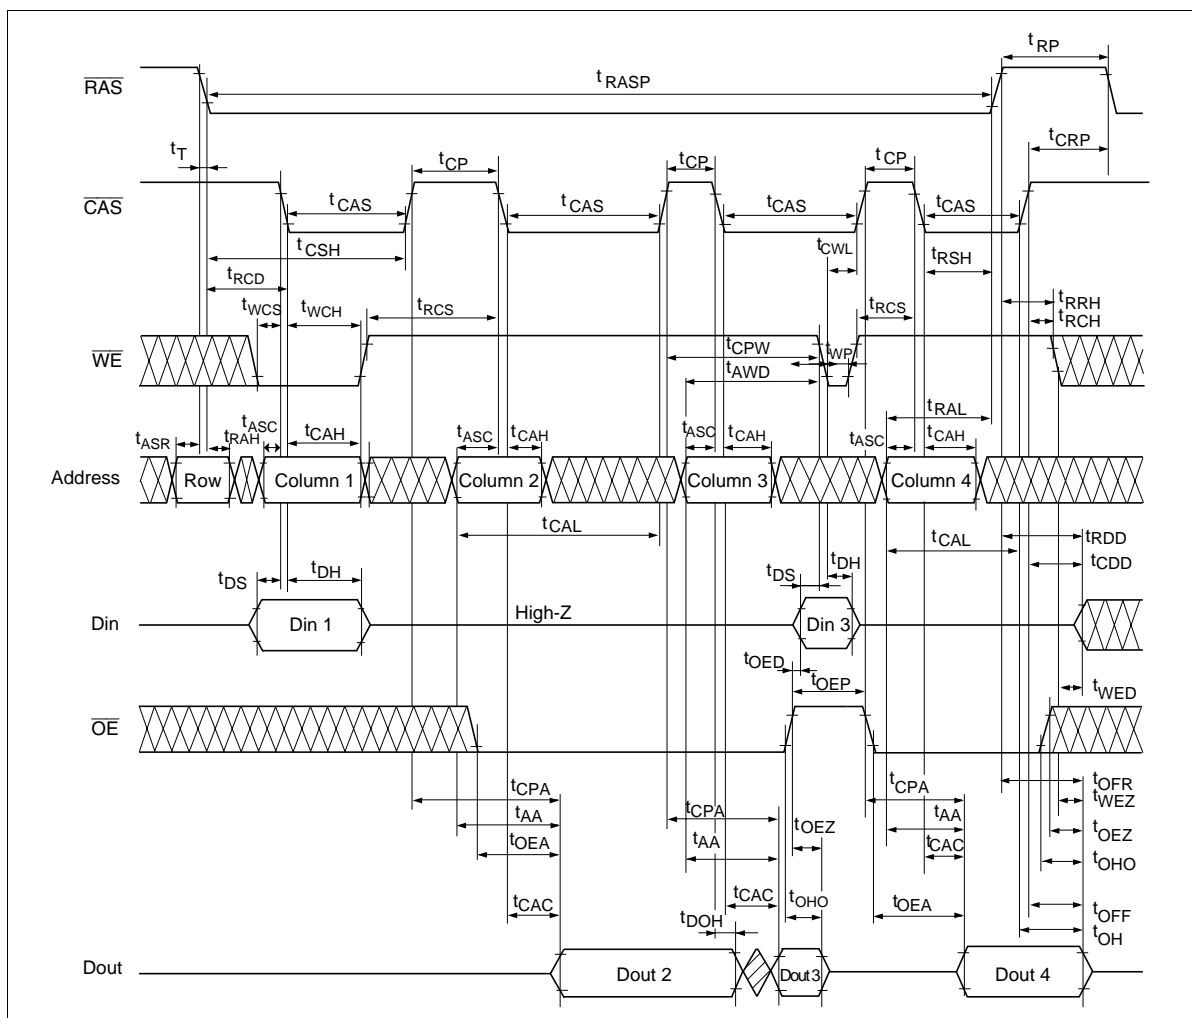 tRP
RAS
tRASP
tT
tCRP
tCP tCP tCP
CAS
tCAS tCAS tCAS tCAS
tCSH
tCWL
tRSH
tRCD
tWCS tWCH tRCS tRCS
tRRH
tRCH
WE
tCPW tWP
tAWD
tRAL
tASR tRAH tASC tCAH tASC tCAH tASC tCAH tASC tCAH
Address Row Column 1 Column 2 Column 3 Column 4
tCAL tCAL
tRDD
tCDD
tDS tDH tDS tDH
Din Din 1 High-Z Din 3
tOED
tOEP
tWED
OE
tCPA tCPA tCPA
tOFR
tWEZ
tAA tAA tAA
tOEZ tOEZ
tOEA tCAC
tOHO
tCAC tCAC tOHO tOEA
tDOH
tOFF
tOH
Dout Dout 2 Dout 3 Dout 4